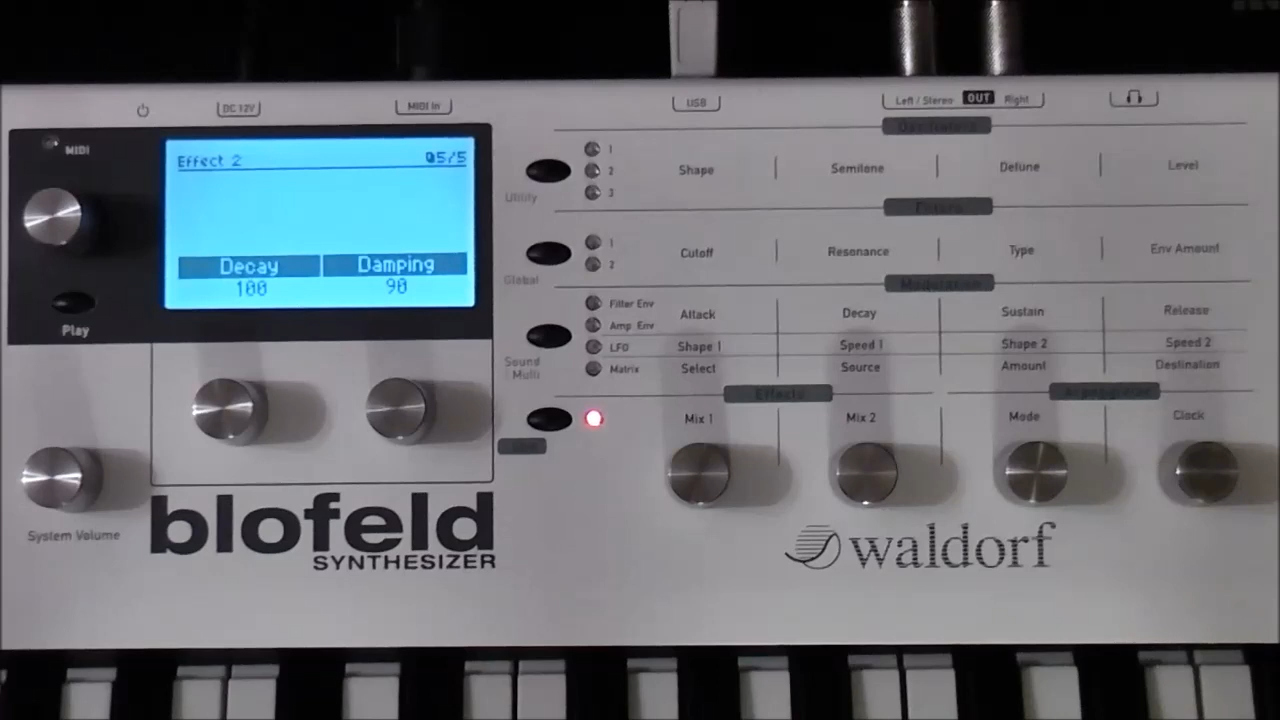 DC 12V
MIDI In
USB
Left / Stereo OUT Right
MIDI
Effect 2 05/5
Decay Damping
100 90
Play
System Volume
blofeld
SYNTHESIZER
Utility
1
2
3
Shape Semitone Detune Level
Global
1
2
Cutoff Resonance Type Env Amount
Modulation
Sound
Multi
Filter Env
Amp Env
LFO
Matrix
Attack Decay Sustain Release
Shape 1 Speed 1 Shape 2 Speed 2
Select Source Amount Destination
Effects
Mix 1 Mix 2 Mode Clock
waldorf